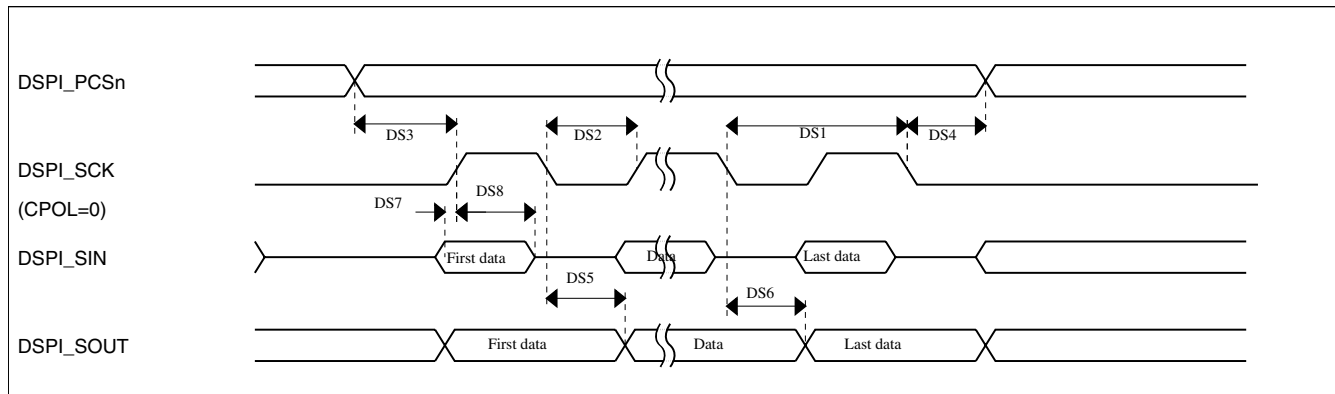 DSPI_PCSn
DS3
DS2
DS1
DS4
DSPI_SCK
DS7
DS8
(CPOL=0)
DSPI_SIN
First data
Data
Last data
DS5
DS6
DSPI_SOUT
First data
Data
Last data